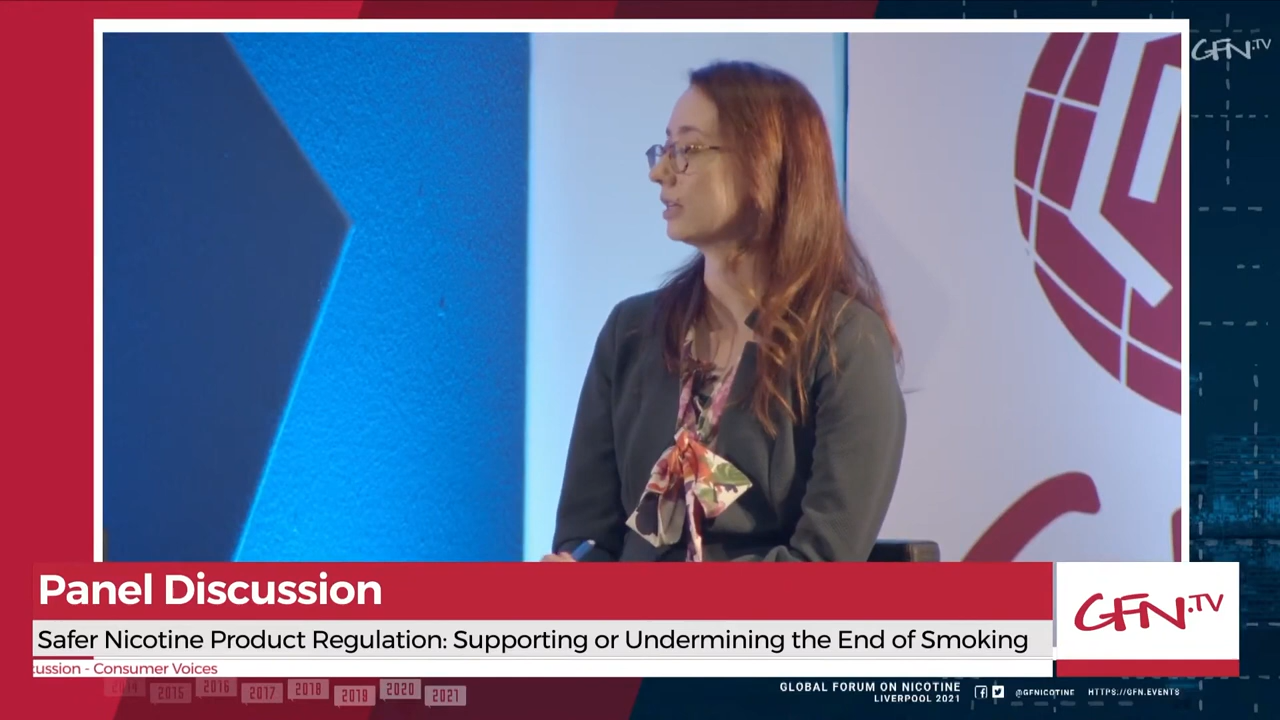 GFN.TV
Panel Discussion
Safer Nicotine Product Regulation: Supporting or Undermining the End of Smoking
cussion - Consumer Voices
GFN.TV
2014 2015 2016 2017 2018 2019 2020 2021
GLOBAL FORUM ON NICOTINE
LIVERPOOL 2021
@GFNICOTINE HTTPS://GFN.EVENTS